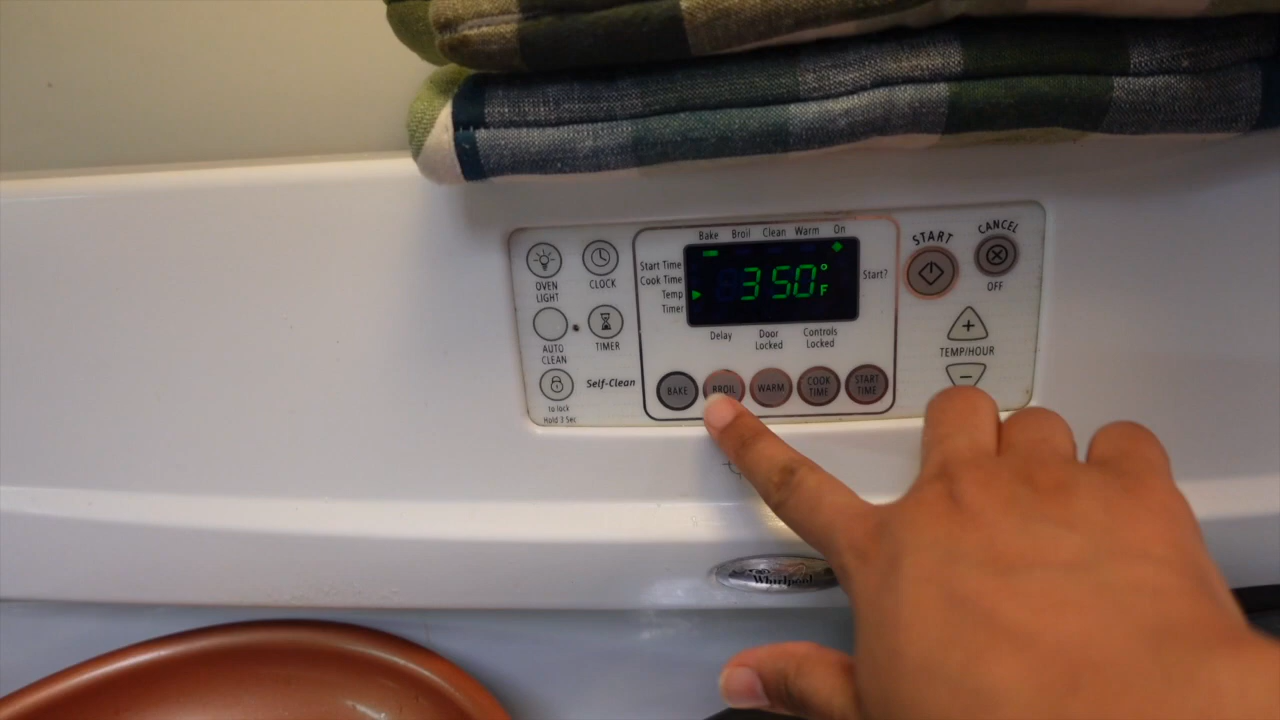 OVEN
LIGHT
CLOCK
AUTO
CLEAN
TIMER
to lock
Hold 3 Sec
Self-Clean
Bake Broil Clean Warm On
Start Time
Cook Time
Temp
Timer
350°F
Start?
Delay
Door
Locked
Controls
Locked
BAKE
BROIL
WARM
COOK
TIME
START
TIME
START
CANCEL
OFF
+
TEMP/HOUR
−
Whirlpool